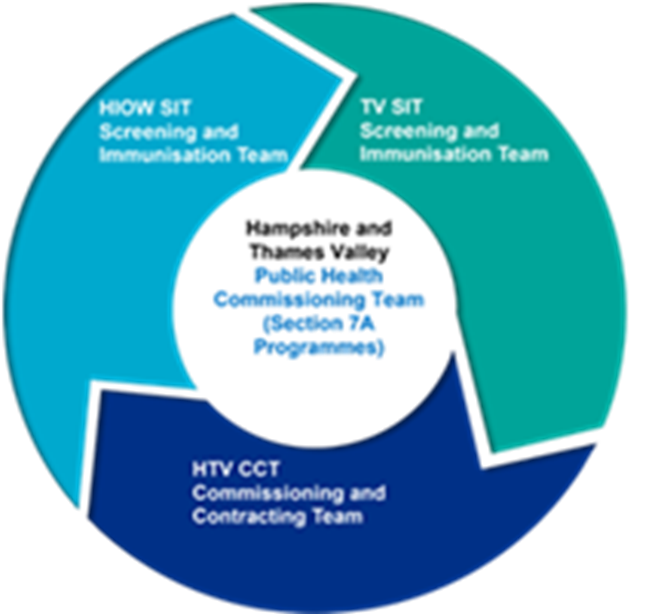 HIOW SIT
Screening and
Immunisation Team
TV SIT
Screening and
Immunisation Team
Hampshire and
Thames Valley
Public Health
Commissioning Team
(Section 7A
Programmes)
HTV CCT
Commissioning and
Contracting Team